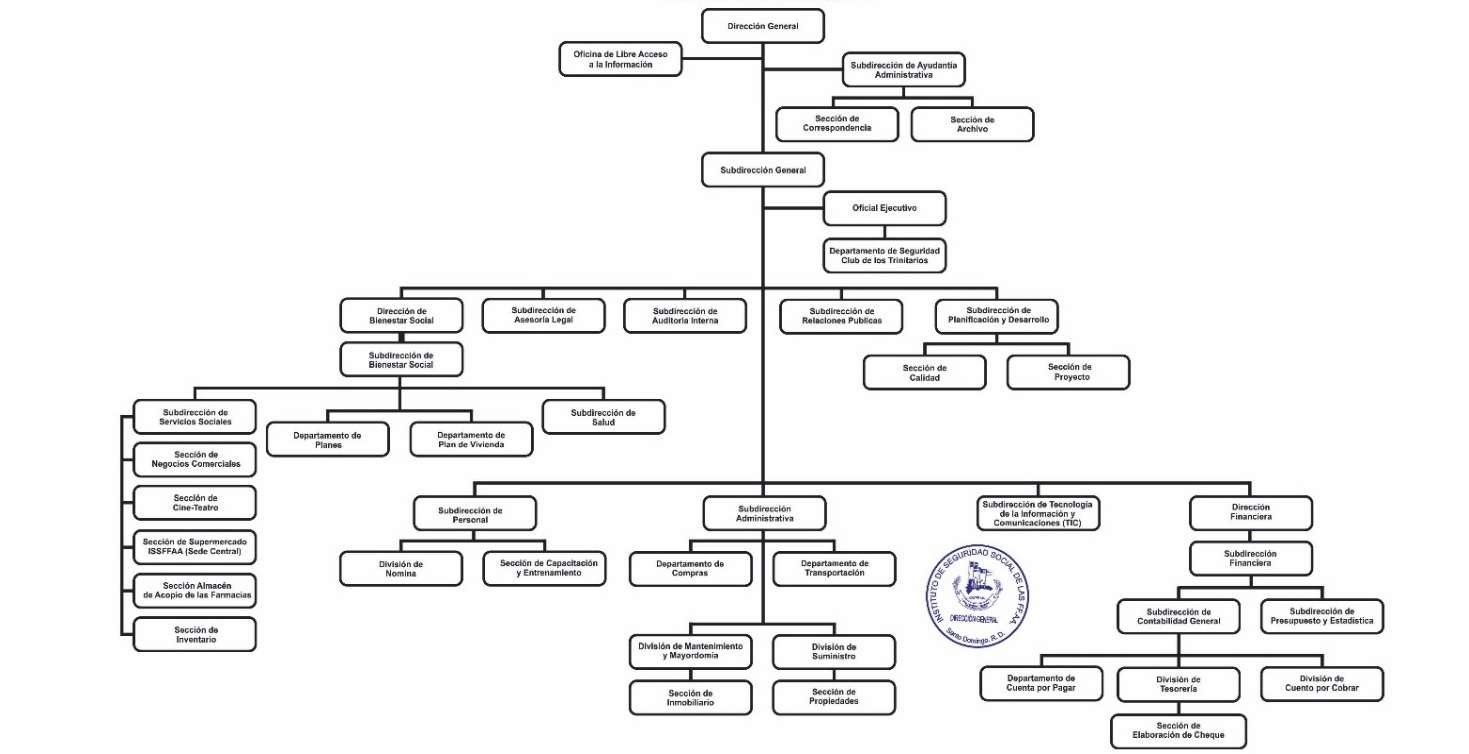 Dirección General
Oficina de Libre Acceso
a la Información
Subdirección de Ayudantía
Administrativa
Sección de
Correspondencia
Sección de
Archivo
Subdirección General
Oficial Ejecutivo
Departamento de Seguridad
Club de los Trinitarios
Dirección de
Bienestar Social
Subdirección de
Asesoría Legal
Subdirección de
Auditoría Interna
Subdirección de
Relaciones Publicas
Subdirección de
Planificación y Desarrollo
Subdirección de
Bienestar Social
Sección de
Calidad
Sección de
Proyecto
Subdirección de
Servicios Sociales
Departamento de
Planes
Departamento de
Plan de Vivienda
Subdirección de
Salud
Sección de
Negocios Comerciales
Sección de
Cine-Teatro
Sección de Supermercado
ISSFFAA (Sede Central)
Sección Almacén
de Acopio de las Farmacias
Sección de
Inventario
Subdirección de
Personal
Subdirección
Administrativa
Subdirección de Tecnología
de la Información y
Comunicaciones (TIC)
Dirección
Financiera
División de
Nomina
Sección de Capacitación
y Entrenamiento
Departamento de
Compras
Departamento de
Transportación
Subdirección
Financiera
INSTITUTO DE SEGURIDAD SOCIAL DE LAS FF.AA.
DIRECCIÓN GENERAL
Santo Domingo, R. D.
Subdirección de
Contabilidad General
Subdirección de
Presupuesto y Estadística
División de Mantenimiento
y Mayordomía
División de
Suministro
Sección de
Inmobiliario
Sección de
Propiedades
Departamento de
Cuenta por Pagar
División de
Tesorería
División de
Cuento por Cobrar
Sección de
Elaboración de Cheque